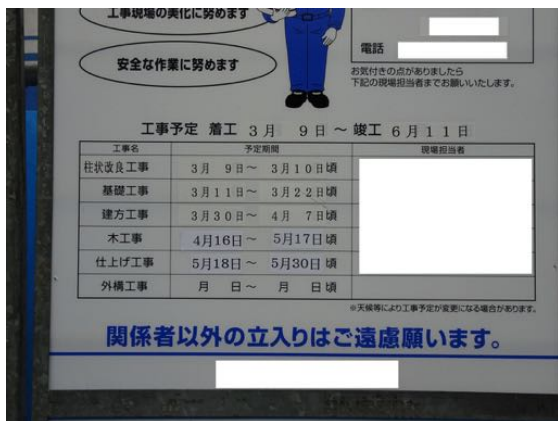 工事現場の美化に努めます
安全な作業に努めます
電話
お気付きの点がありましたら
下記の現場担当者までお願いいたします。
工事予定 着工 3月 9日 ～ 竣工 6月11日
工事名 予定期間 現場担当者
柱状改良工事 3月 9日～ 3月10日頃
基礎工事 3月11日～ 3月22日頃
建方工事 3月30日～ 4月 7日頃
木工事 4月16日～ 5月17日頃
仕上げ工事 5月18日～ 5月30日頃
外構工事 月 日～ 月 日頃
※天候等により工事予定が変更になる場合があります。
関係者以外の立入りはご遠慮願います。